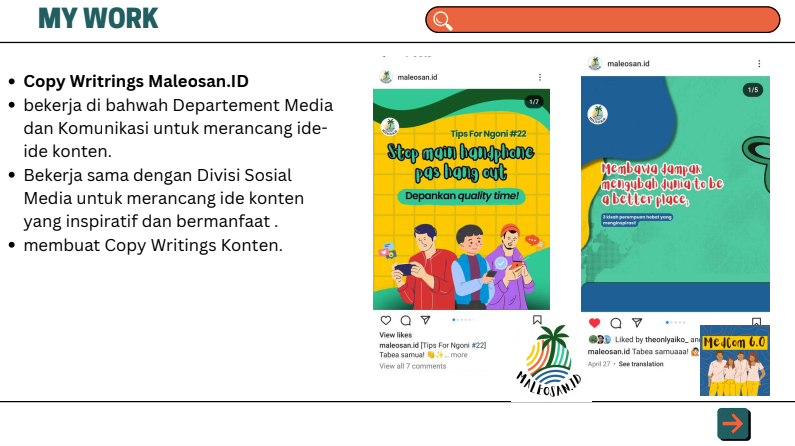 MY WORK
Copy Writrings Maleosan.ID
bekerja di bahwah Departement Media
dan Komunikasi untuk merancang ide-
ide konten.
Bekerja sama dengan Divisi Sosial
Media untuk merancang ide konten
yang inspiratif dan bermanfaat .
membuat Copy Writings Konten.
maleosan.id
1/7
Tips For Ngoni #22
Stop main handphone
pas hang out
Depankan quality time!
View likes
maleosan.id [Tips For Ngoni #22]
Tabea samua! 👋✨... more
View all 7 comments
maleosan.id
1/5
Membawa dampak
mengubah dunia to be
a better place,
3 kisah perempuan hebat yang
menginspirasi!
Liked by theonlyaiko_ and
maleosan.id Tabea samuaaa!
April 27 • See translation
MALEOSAN.ID
MedCom 6.0